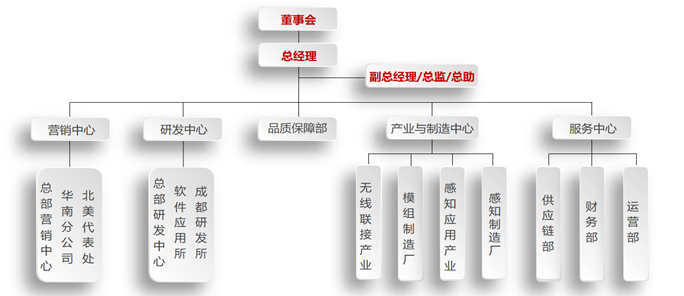 董事会
总经理
副总经理/总监/总助
营销中心
研发中心
品质保障部
产业与制造中心
服务中心
总部营销中心
华南分公司
北美代表处
总部研发中心
软件应用所
成都研发所
无线联接产业
模组制造厂
感知应用产业
感知制造厂
供应链部
财务部
运营部